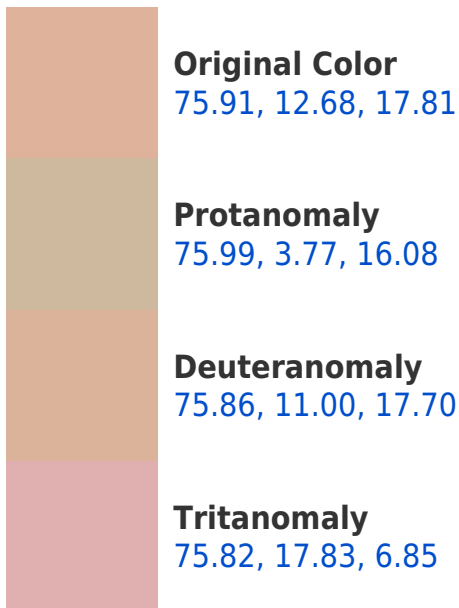 Original Color
75.91, 12.68, 17.81
Protanomaly
75.99, 3.77, 16.08
Deuteranomaly
75.86, 11.00, 17.70
Tritanomaly
75.82, 17.83, 6.85